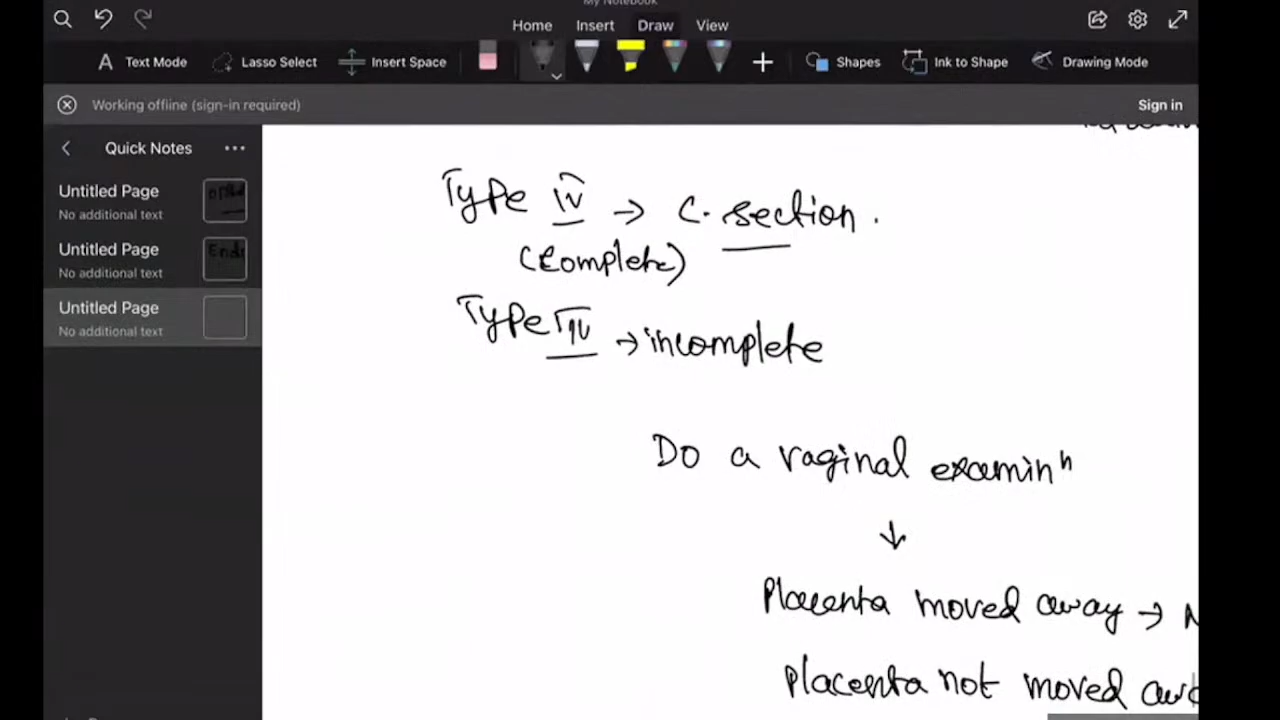 My Notebook
Home Insert Draw View
Text Mode Lasso Select Insert Space Shapes Ink to Shape Drawing Mode
Working offline (sign-in required) Sign in
Quick Notes
Untitled Page
No additional text
Untitled Page
No additional text
Untitled Page
No additional text
Type IV → C. section.
(complete)
Type → incomplete
Do a vaginal examinⁿ
↓
Placenta moved away →
Placenta not moved